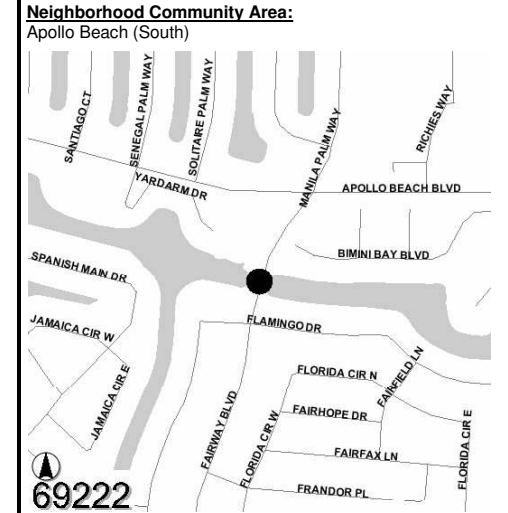 Neighborhood Community Area:
Apollo Beach (South)
SANTIAGO CT
SENEGAL PALM WAY
SOLITAIRE PALM WAY
MANILA PALM WAY
RICHIES WAY
YARDARM DR
APOLLO BEACH BLVD
BIMINI BAY BLVD
SPANISH MAIN DR
JAMAICA CIR W
JAMAICA CIR E
FLAMINGO DR
FLORIDA CIR N
FAIRFIELD LN
FAIRHOPE DR
FAIRWAY BLVD
FLORIDA CIR W
FAIRFAX LN
FLORIDA CIR E
FRANDOR PL
69222